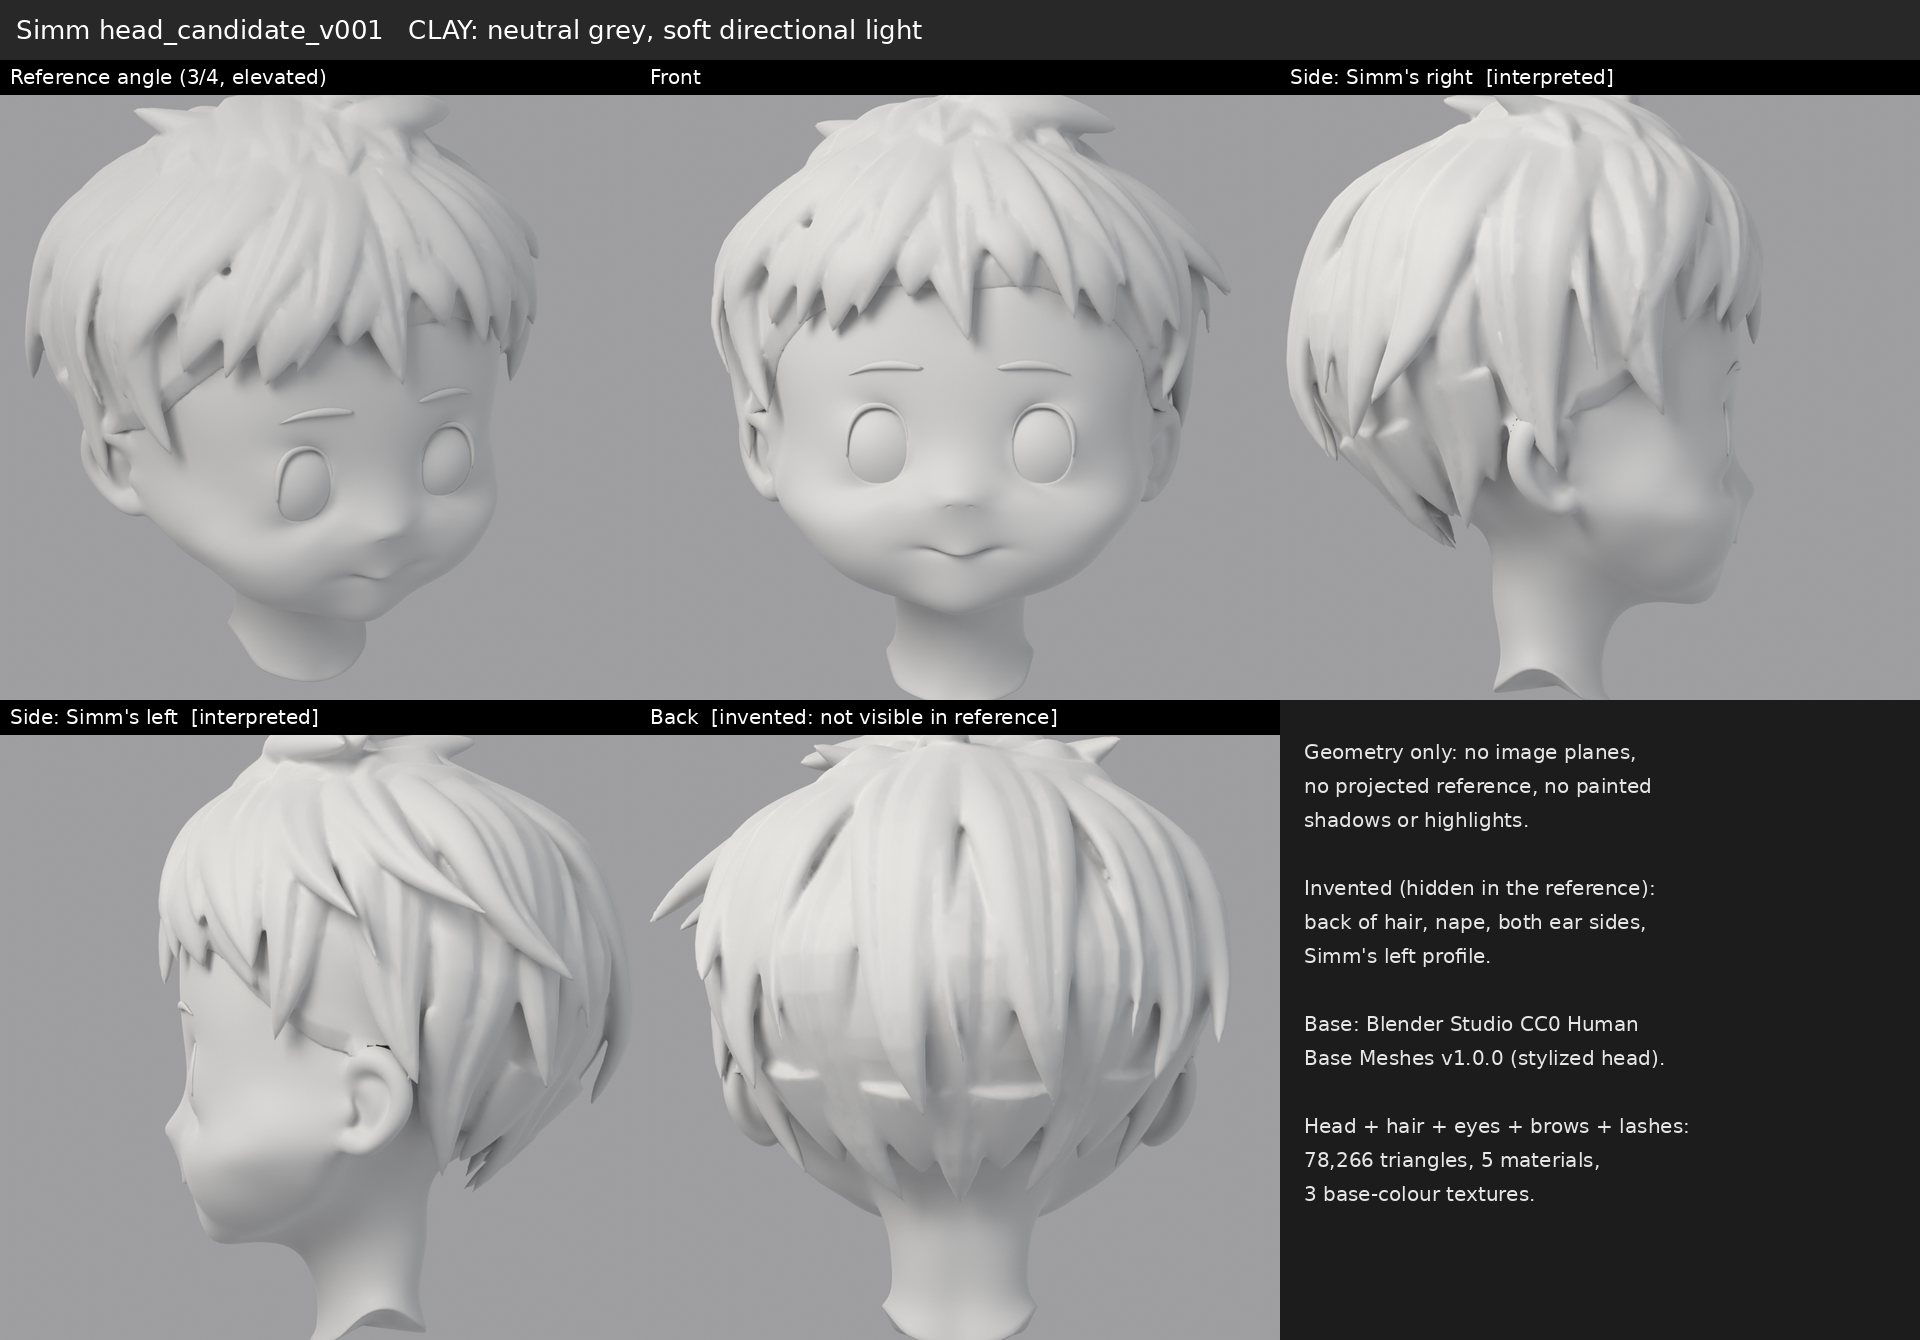 Simm head_candidate_v001   CLAY: neutral grey, soft directional light
Reference angle (3/4, elevated)
Front
Side: Simm's right  [interpreted]
Side: Simm's left  [interpreted]
Back  [invented: not visible in reference]
Geometry only: no image planes,
no projected reference, no painted
shadows or highlights.
Invented (hidden in the reference):
back of hair, nape, both ear sides,
Simm's left profile.
Base: Blender Studio CC0 Human
Base Meshes v1.0.0 (stylized head).
Head + hair + eyes + brows + lashes:
78,266 triangles, 5 materials,
3 base-colour textures.